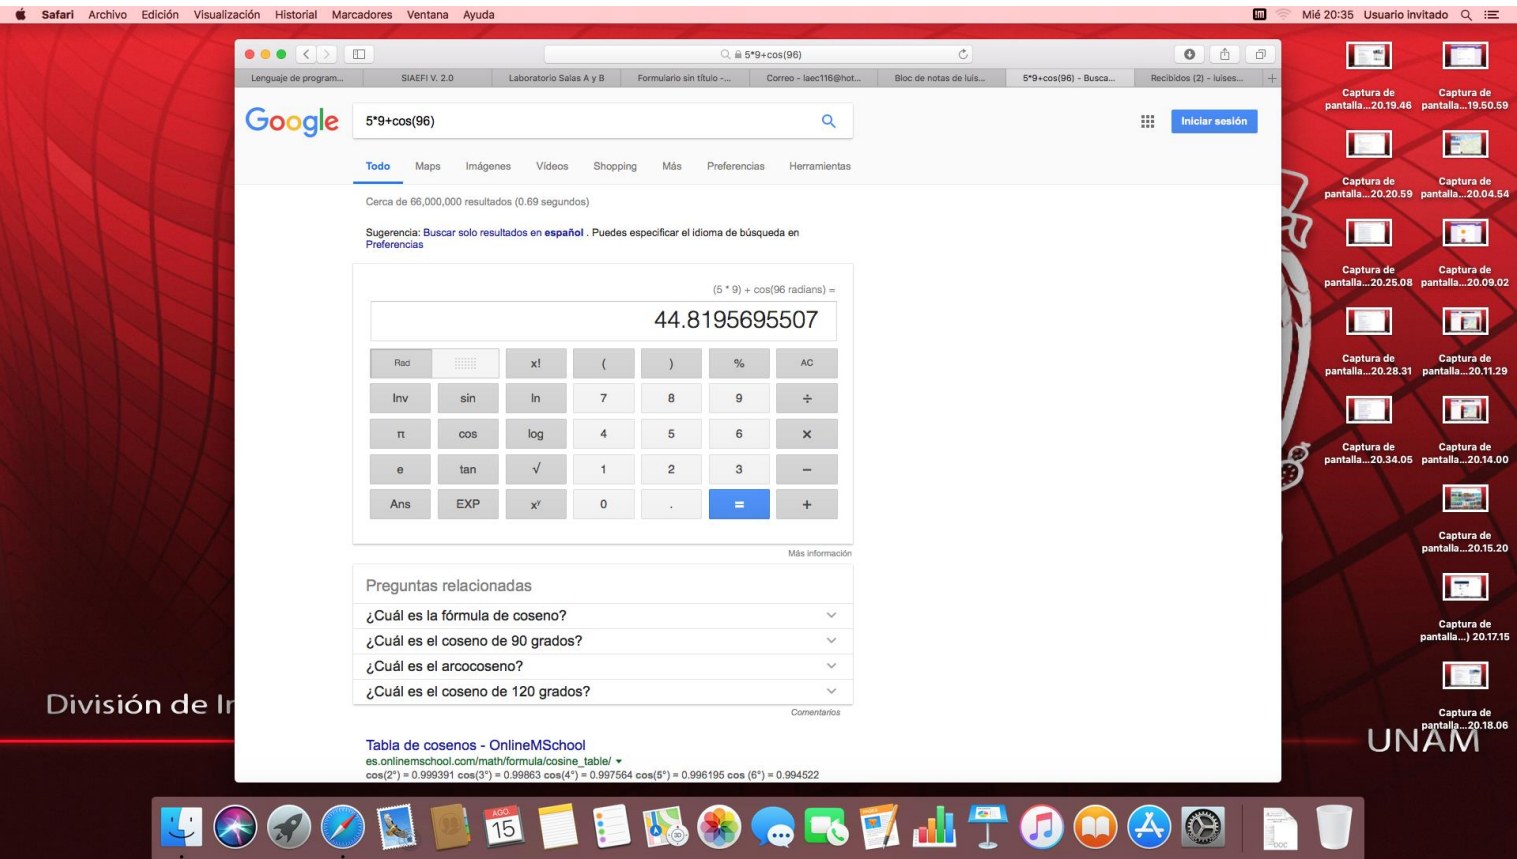 Safari Archivo Edición Visualización Historial Marcadores Ventana Ayuda
Mié 20:35 Usuario invitado
5*9+cos(96)
Lenguaje de program... SIAEFI V. 2.0 Laboratorio Salas A y B Formulario sin título -... Correo - laec116@hot... Bloc de notas de luis... 5*9+cos(96) - Busca... Recibidos (2) - luises...
Google
5*9+cos(96)
Iniciar sesión
Todo Maps Imágenes Vídeos Shopping Más Preferencias Herramientas
Cerca de 66,000,000 resultados (0.69 segundos)
Sugerencia: Buscar solo resultados en español . Puedes especificar el idioma de búsqueda en
Preferencias
(5 * 9) + cos(96 radians) =
44.8195695507
Rad x! ( ) % AC
Inv sin ln 7 8 9 ÷
π cos log 4 5 6 ×
e tan √ 1 2 3 −
Ans EXP xʸ 0 . = +
Más información
Preguntas relacionadas
¿Cuál es la fórmula de coseno?
¿Cuál es el coseno de 90 grados?
¿Cuál es el arcocoseno?
¿Cuál es el coseno de 120 grados?
Comentarios
Tabla de cosenos - OnlineMSchool
es.onlinemschool.com/math/formula/cosine_table/
cos(2°) = 0.999391 cos(3°) = 0.99863 cos(4°) = 0.997564 cos(5°) = 0.996195 cos (6°) = 0.994522
Captura de
pantalla...20.19.46
Captura de
pantalla...19.50.59
Captura de
pantalla...20.20.59
Captura de
pantalla...20.04.54
Captura de
pantalla...20.25.08
Captura de
pantalla...20.09.02
Captura de
pantalla...20.28.31
Captura de
pantalla...20.11.29
Captura de
pantalla...20.34.05
Captura de
pantalla...20.14.00
Captura de
pantalla...20.15.20
Captura de
pantalla...) 20.17.15
Captura de
pantalla...20.18.06
División de In
UNAM
AGO.
15
3D
DOC